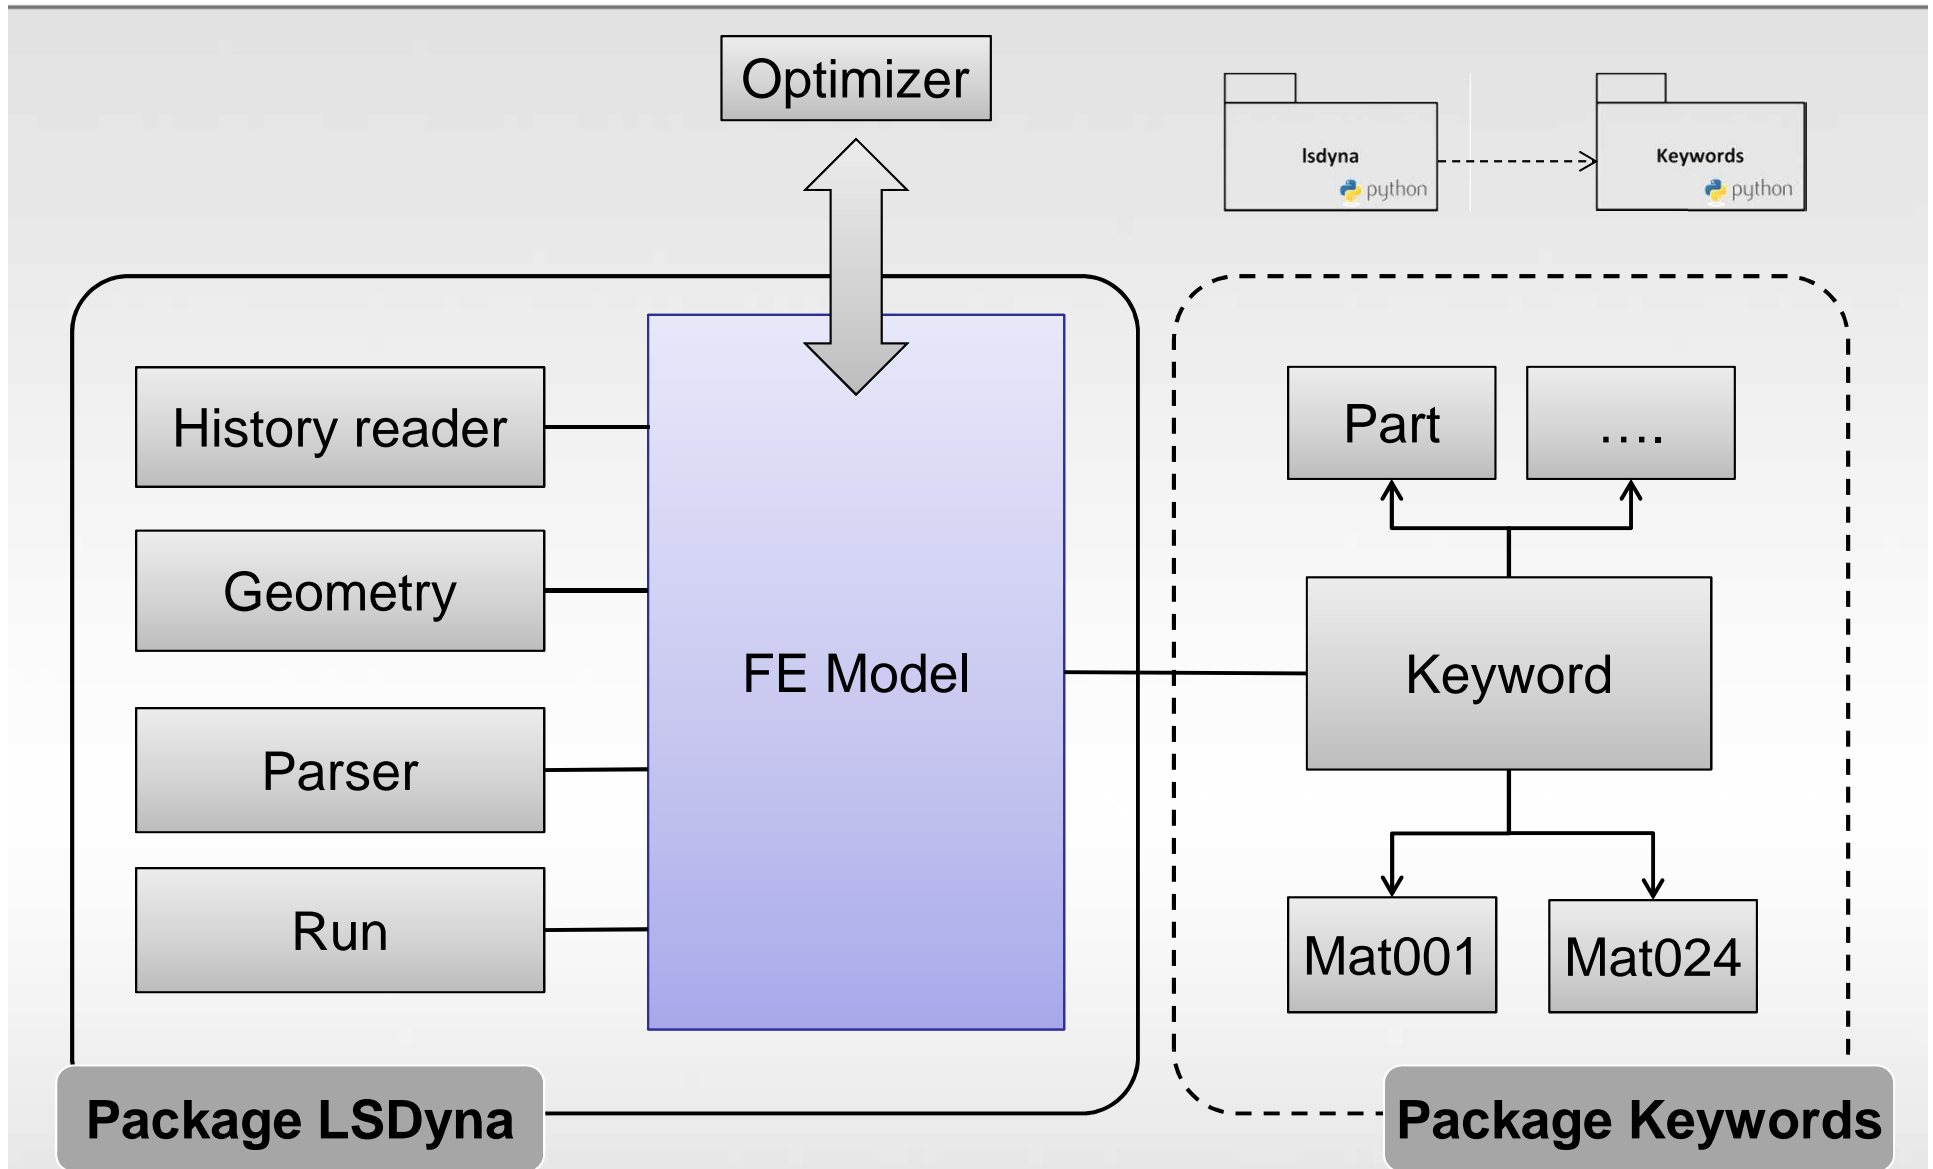 Optimizer
lsdyna
python
Keywords
python
History reader
Geometry
Parser
Run
FE Model
Part
....
Keyword
Mat001
Mat024
Package LSDyna
Package Keywords